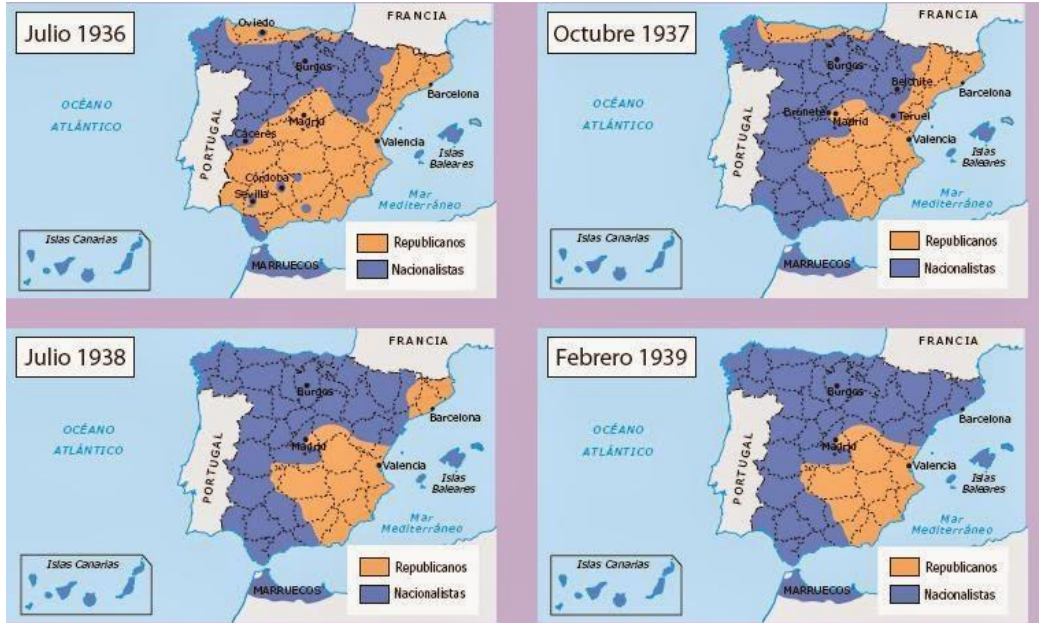 Julio 1936
FRANCIA
Oviedo
Burgos
Barcelona
OCÉANO
ATLÁNTICO
PORTUGAL
Madrid
Cáceres
Valencia
Islas
Baleares
Córdoba
Sevilla
Mar
Mediterráneo
Islas Canarias
MARRUECOS
Republicanos
Nacionalistas
Octubre 1937
FRANCIA
Burgos
Belchite
Barcelona
OCÉANO
ATLÁNTICO
PORTUGAL
Brunete
Madrid
Teruel
Valencia
Islas
Baleares
Mar
Mediterráneo
Islas Canarias
MARRUECOS
Republicanos
Nacionalistas
Julio 1938
FRANCIA
Burgos
Barcelona
OCÉANO
ATLÁNTICO
PORTUGAL
Madrid
Valencia
Islas
Baleares
Mar
Mediterráneo
Islas Canarias
MARRUECOS
Republicanos
Nacionalistas
Febrero 1939
FRANCIA
Burgos
Barcelona
OCÉANO
ATLÁNTICO
PORTUGAL
Madrid
Valencia
Islas
Baleares
Mar
Mediterráneo
Islas Canarias
MARRUECOS
Republicanos
Nacionalistas